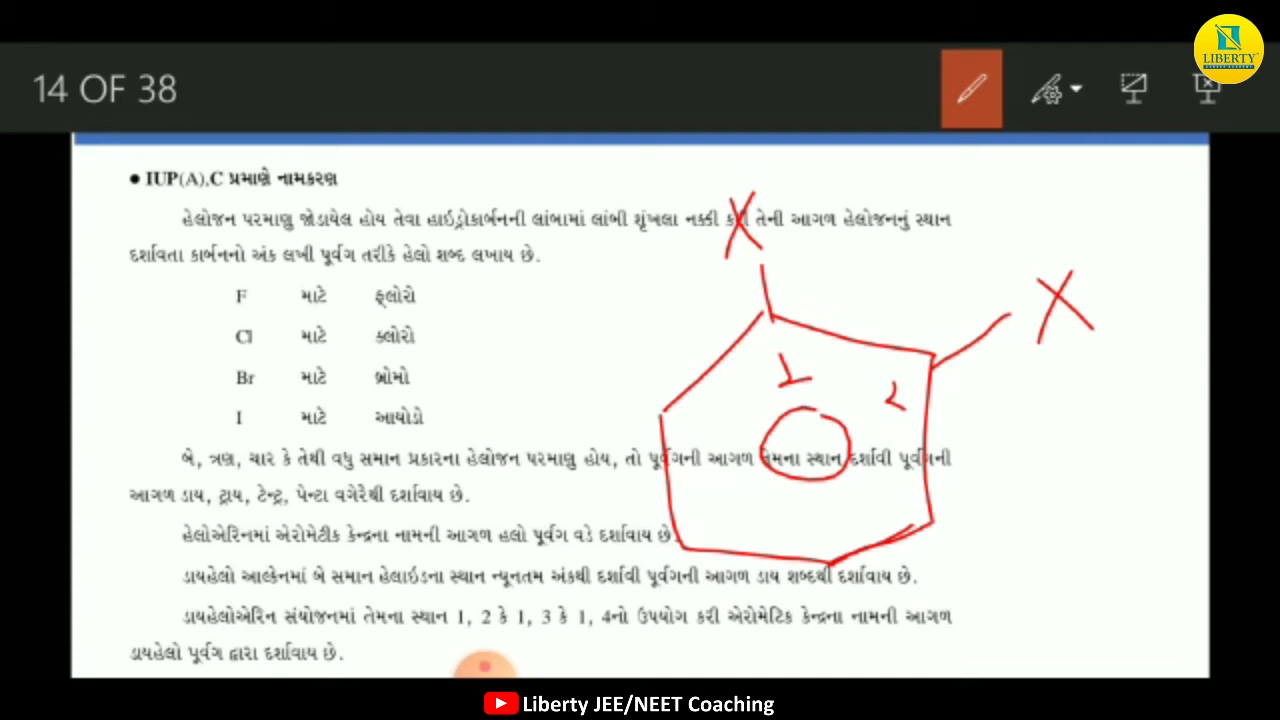 14 OF 38
LIBERTY
• IUP(A),C પ્રમાણે નામકરણ
હેલોજન પરમાણુ જોડાયેલ હોય તેવા હાઇડ્રોકાર્બનની લાંબામાં લાંબી શૃંખલા નક્કી કરી તેની આગળ હેલોજનનું સ્થાન
દર્શાવતા કાર્બનનો અંક લખી પૂર્વગ તરીકે હેલો શબ્દ લખાય છે.
F માટે ફ્લોરો
Cl માટે ક્લોરો
Br માટે બ્રોમો
I માટે આયોડો
બે, ત્રણ, ચાર કે તેથી વધુ સમાન પ્રકારના હેલોજન પરમાણુ હોય, તો પૂર્વગની આગળ તેમના સ્થાન દર્શાવી પૂર્વગની
આગળ ડાય, ટ્રાય, ટેન્ટ્રા, પેન્ટા વગેરેથી દર્શાવાય છે.
હેલોએરિનમાં એરોમેટીક કેન્દ્રના નામની આગળ હલો પૂર્વગ વડે દર્શાવાય છે.
ડાયહેલો આલ્કેનમાં બે સમાન હેલાઇડના સ્થાન ન્યૂનતમ અંકથી દર્શાવી પૂર્વગની આગળ ડાય શબ્દથી દર્શાવાય છે.
ડાયહેલોએરિન સંયોજનમાં તેમના સ્થાન 1, 2 કે 1, 3 કે 1, 4નો ઉપયોગ કરી એરોમેટિક કેન્દ્રના નામની આગળ
ડાયહેલો પૂર્વગ દ્વારા દર્શાવાય છે.
X
X
1
2
Liberty JEE/NEET Coaching